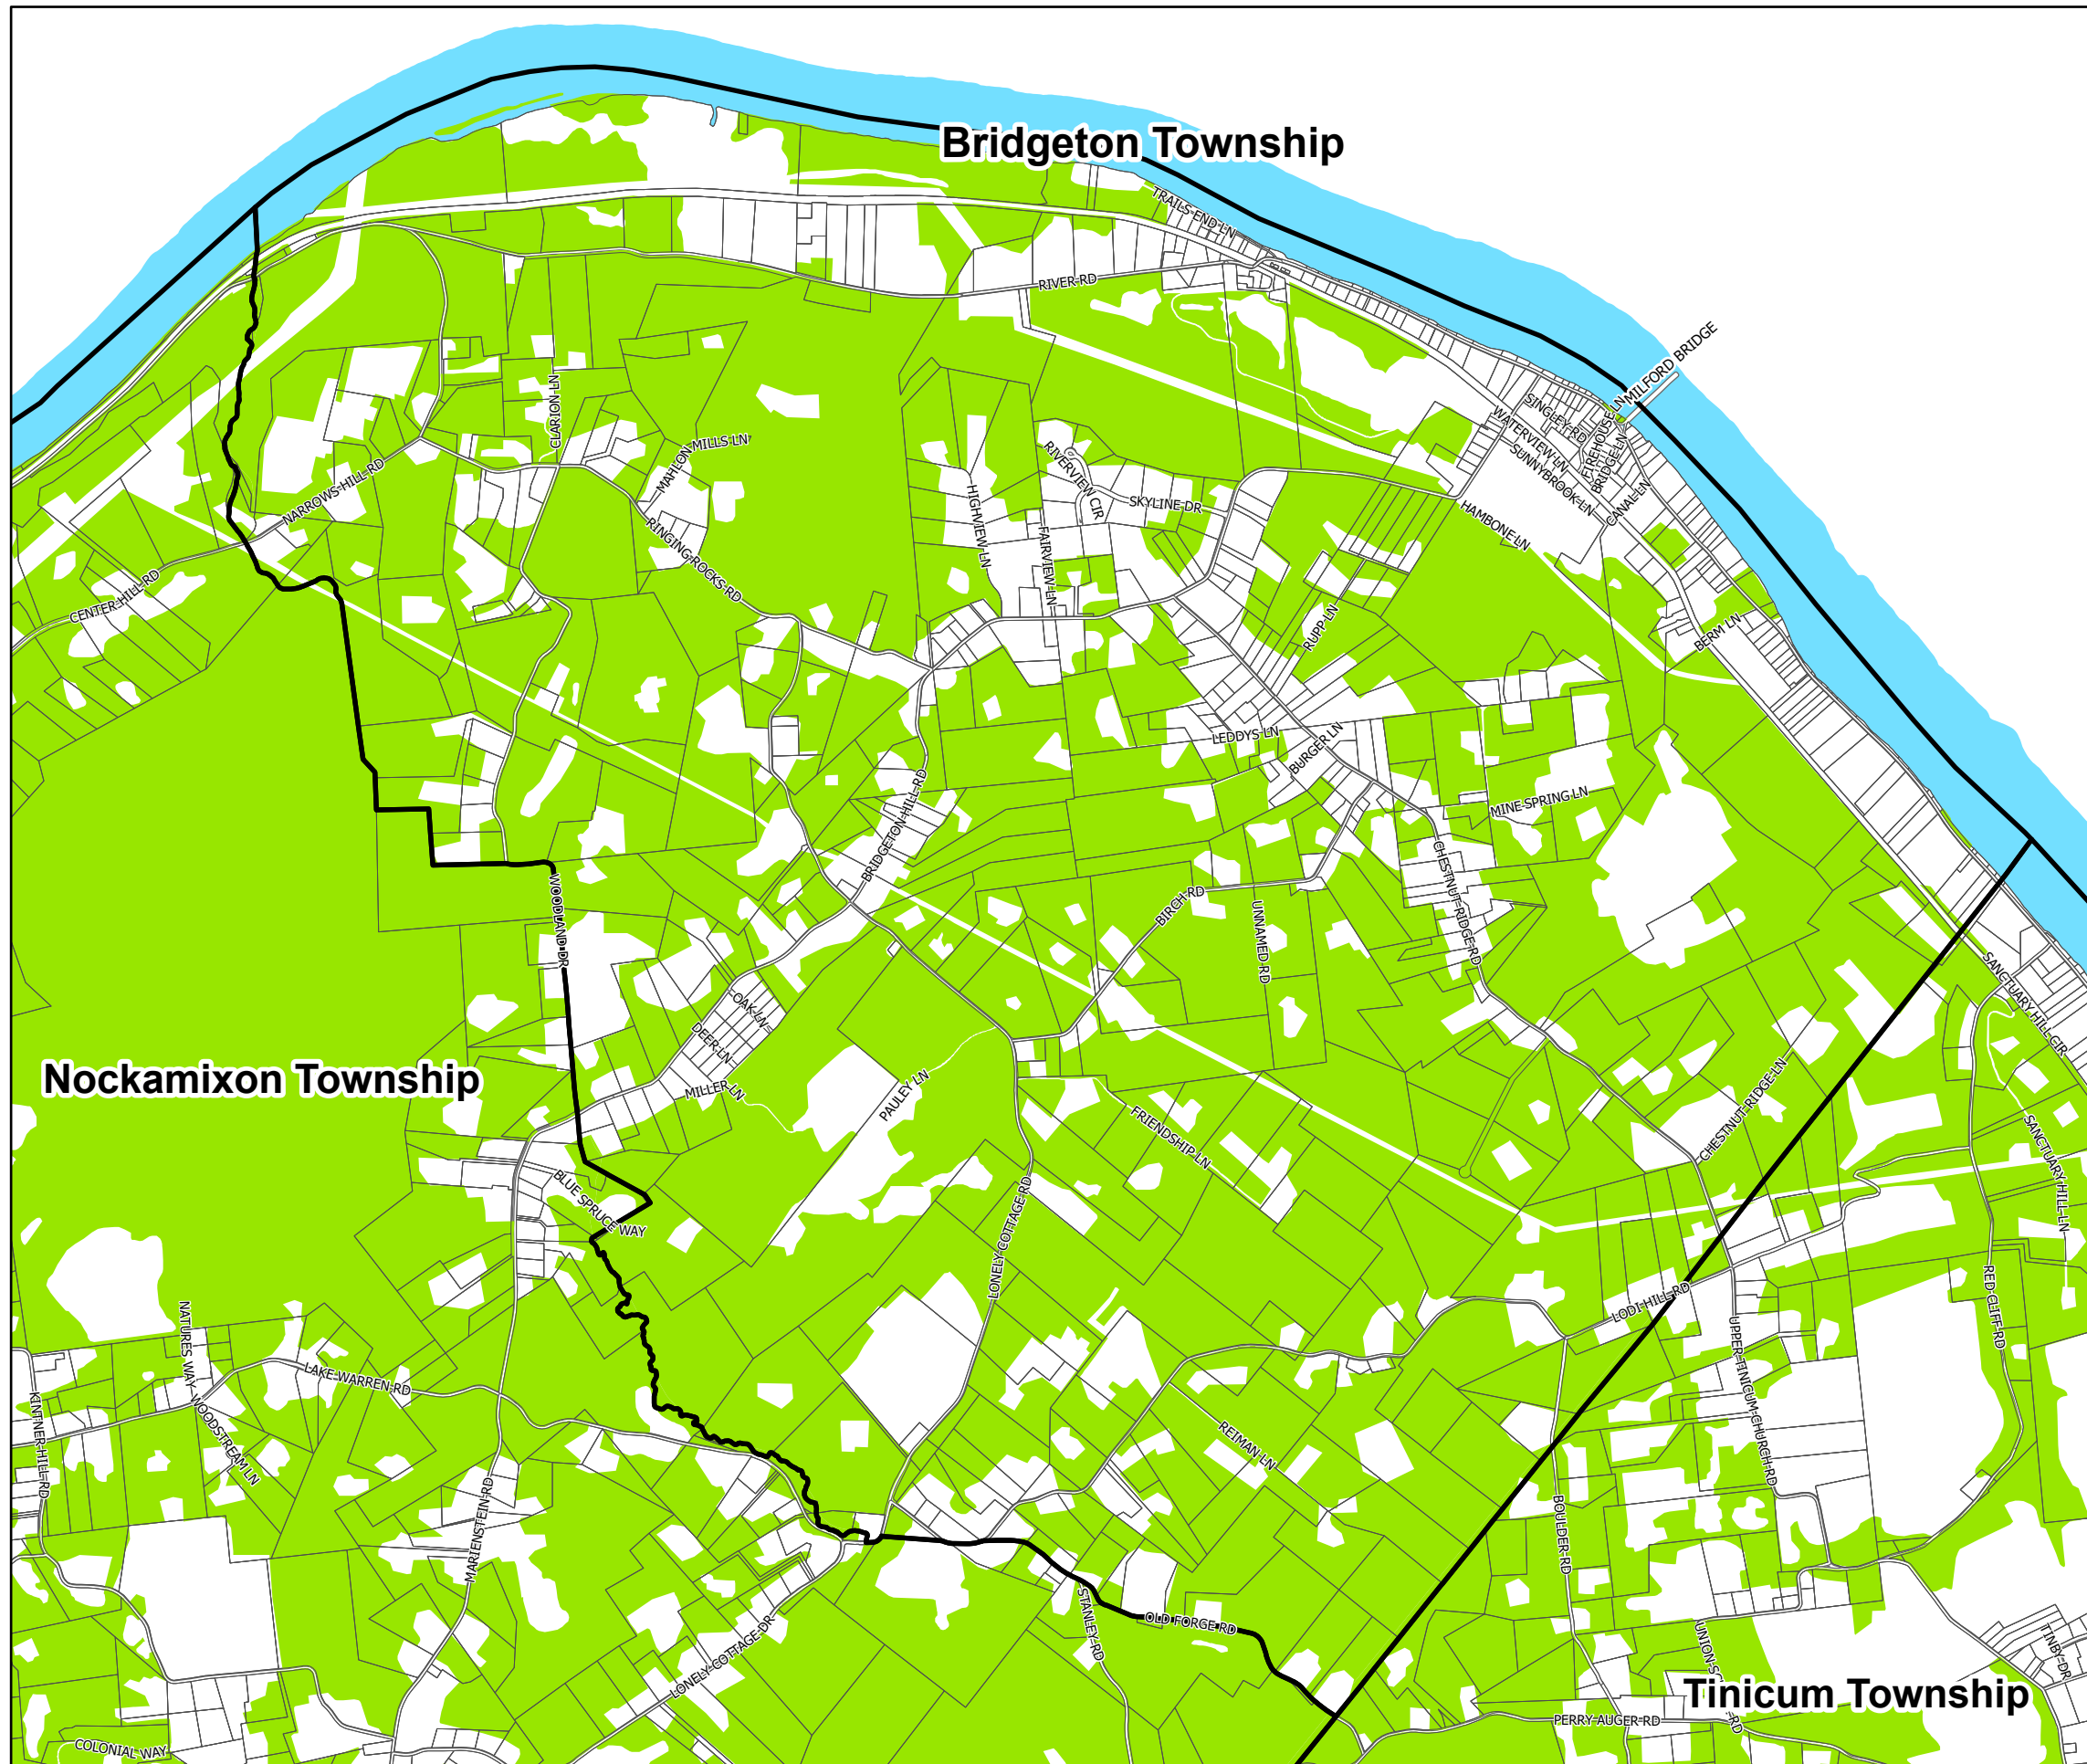 Bridgeton Township
TRAILS END LN
RIVER RD
MILFORD BRIDGE
SINGLEY RD
FIREHOUSE LN
WATERVIEW LN
BRIDGE LN
SUNNYBROOK LN
CANAL LN
CLARION LN
MAHLON MILLS LN
NARROWS HILL RD
RIVERVIEW CIR
SKYLINE DR
HIGHVIEW LN
HAMBONE LN
RINGING ROCKS RD
FAIRVIEW LN
CENTER HILL RD
RUPP LN
BERM LN
LEDDYS LN
BURGER LN
BRIDGETON HILL RD
MINE SPRING LN
CHESTNUT RIDGE RD
WOODLAND DR
BIRCH RD
UNNAMED RD
SANCTUARY HILL CIR
OAK LN
DEER LN
Nockamixon Township
MILLER LN
PAULEY LN
FRIENDSHIP LN
CHESTNUT RIDGE LN
SANCTUARY HILL LN
BLUE SPRUCE WAY
LONELY COTTAGE RD
LODI HILL RD
RED CLIFF RD
NATURES WAY
LAKE WARREN RD
UPPER TINICUM CHURCH RD
KINTNER HILL RD
WOODSTREAM LN
REIMAN LN
MARIENSTEIN RD
BOULDER RD
STANLEY RD
OLD FORGE RD
LONELY COTTAGE DR
TINBY DR
Tinicum Township
PERRY AUGER RD
COLONIAL WAY